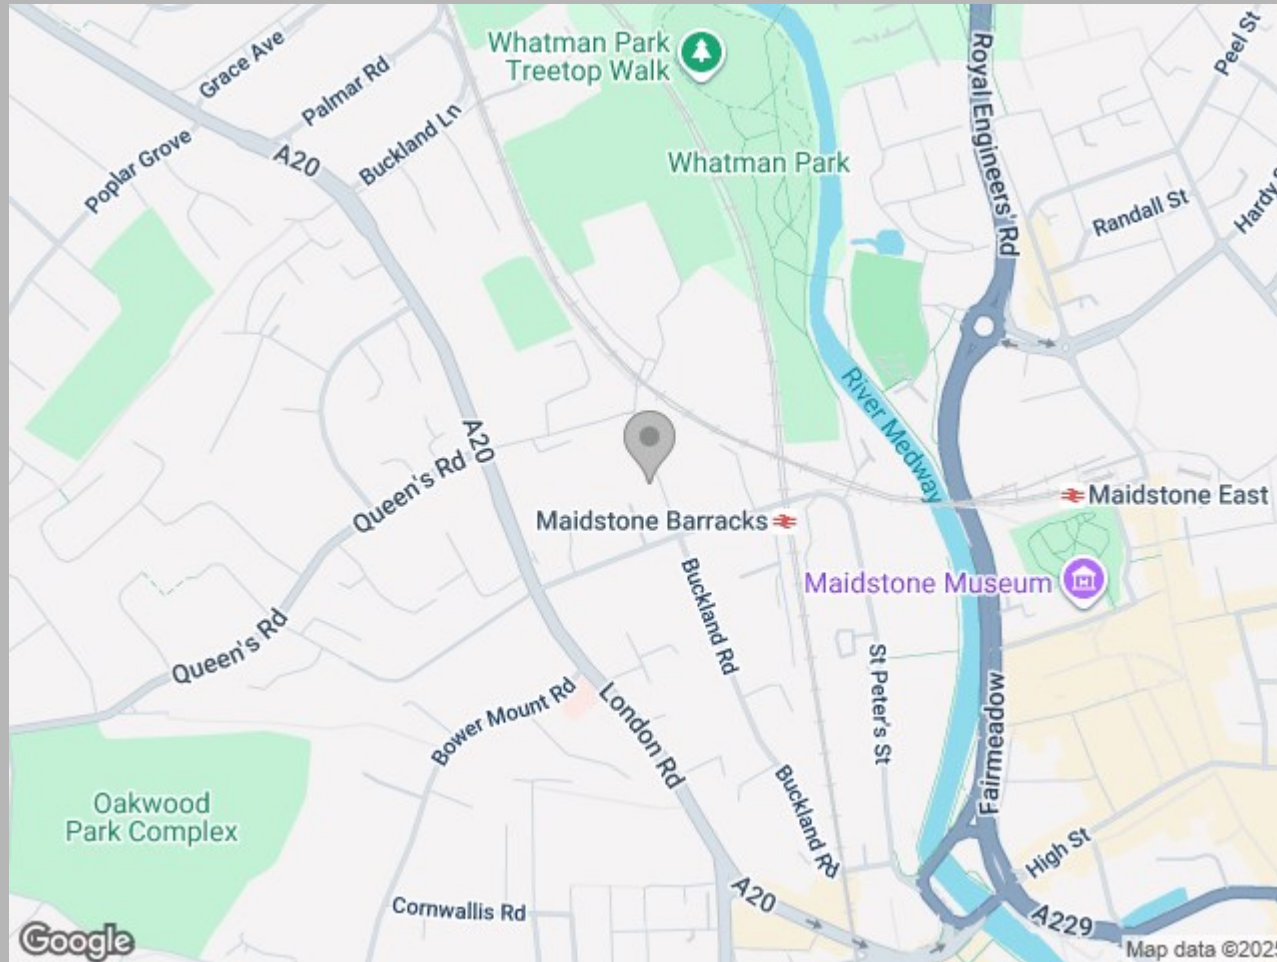 Grace Ave
Palmar Rd
Buckland Ln
Poplar Grove
A20
Whatman Park
Treetop Walk
Whatman Park
Royal Engineers' Rd
Peel St
Randall St
Hardy S
River Medway
A20
Queen's Rd
Maidstone Barracks
Maidstone East
Maidstone Museum
Queen's Rd
Buckland Rd
St Peter's St
Bower Mount Rd
London Rd
Fairmeadow
Buckland Rd
Oakwood
Park Complex
High St
Cornwallis Rd
A20
A229
Google
Map data ©2025